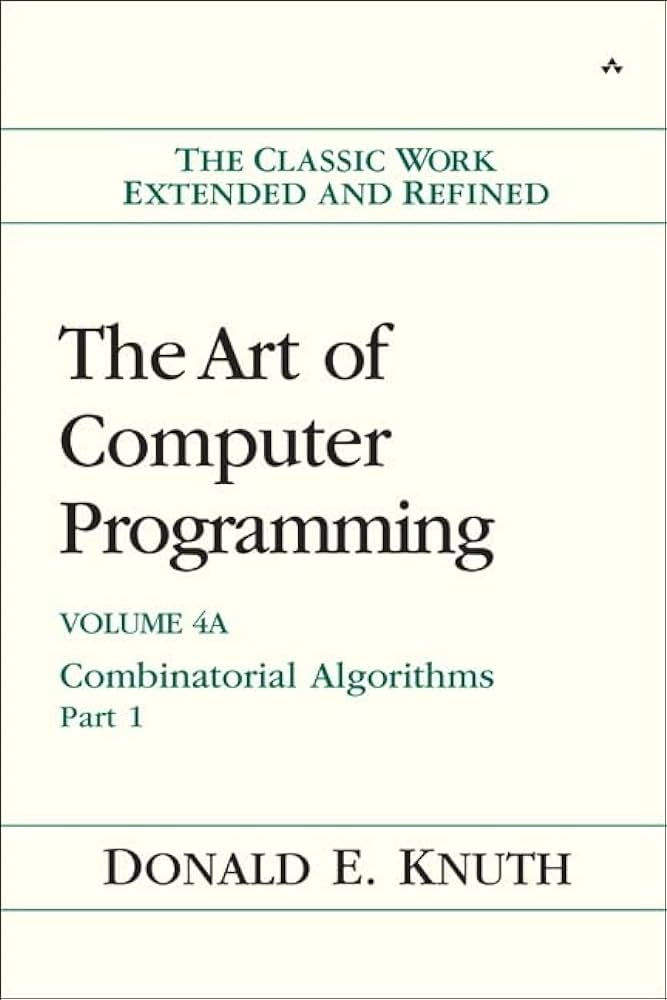 THE CLASSIC WORK
EXTENDED AND REFINED
The Art of
Computer
Programming
VOLUME 4A
Combinatorial Algorithms
Part 1
DONALD E. KNUTH